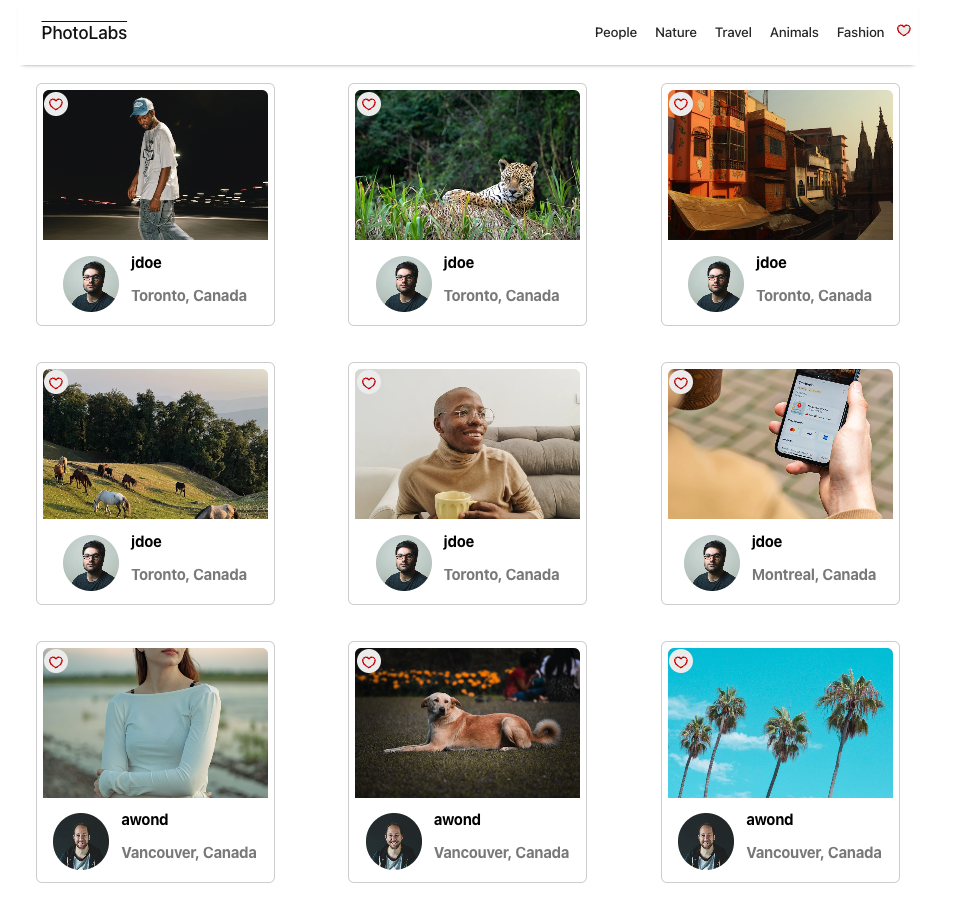 PhotoLabs
People Nature Travel Animals Fashion
jdoe
Toronto, Canada
jdoe
Toronto, Canada
jdoe
Toronto, Canada
jdoe
Toronto, Canada
jdoe
Toronto, Canada
jdoe
Montreal, Canada
awond
Vancouver, Canada
awond
Vancouver, Canada
awond
Vancouver, Canada